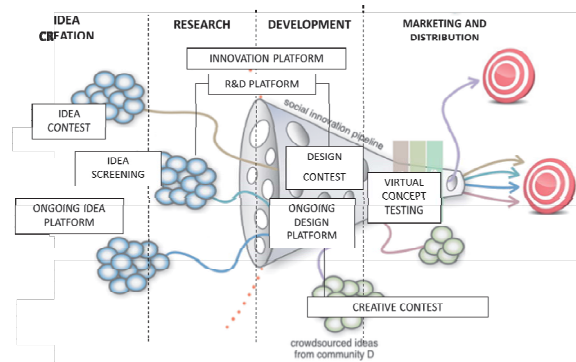 IDEA
CREATION
RESEARCH
DEVELOPMENT
MARKETING AND
DISTRIBUTION
INNOVATION PLATFORM
R&D PLATFORM
social innovation pipeline
IDEA
CONTEST
IDEA
SCREENING
DESIGN
CONTEST
VIRTUAL
CONCEPT
TESTING
ONGOING IDEA
PLATFORM
ONGOING
DESIGN
PLATFORM
CREATIVE CONTEST
crowdsourced ideas
from community D